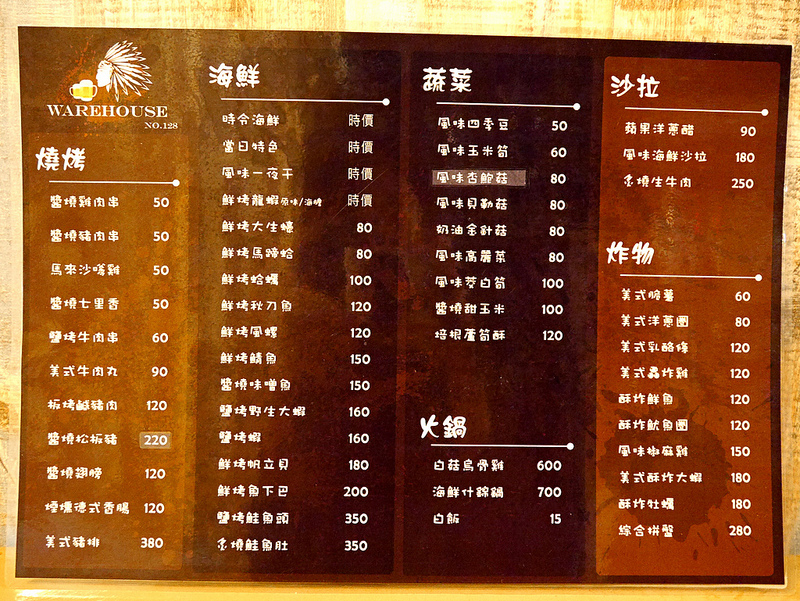 WAREHOUSE
NO.128
燒烤
醬燒雞肉串 50
醬燒豬肉串 50
馬來沙嗲雞 50
醬燒七里香 50
鹽烤牛肉串 60
美式牛肉丸 90
板烤鹹豬肉 120
醬燒松板豬 220
醬燒翅膀 120
煙燻德式香腸 120
美式豬排 380
海鮮
時令海鮮 時價
當日特色 時價
風味一夜干 時價
鮮烤龍蝦原味/海膽 時價
鮮烤大生蠔 80
鮮烤馬蹄蛤 80
鮮烤蛤蠣 100
鮮烤秋刀魚 120
鮮烤風螺 120
鮮烤鯖魚 150
醬燒味噌魚 150
鹽烤野生大蝦 160
鹽烤蝦 160
鮮烤帆立貝 180
鮮烤魚下巴 200
鹽烤鮭魚頭 350
炙燒鮭魚肚 350
蔬菜
風味四季豆 50
風味玉米筍 60
風味杏鮑菇 80
風味貝勒菇 80
奶油金針菇 80
風味高麗菜 80
風味茭白筍 100
醬燒甜玉米 100
培根蘆筍酥 120
火鍋
白菇烏骨雞 600
海鮮什錦鍋 700
白飯 15
沙拉
蘋果洋蔥醋 90
風味海鮮沙拉 180
炙燒生牛肉 250
炸物
美式脆薯 60
美式洋蔥圈 80
美式乳酪條 120
美式骉炸雞 120
酥炸鮮魚 120
酥炸魷魚圈 120
風味椒麻雞 150
美式酥炸大蝦 180
酥炸牡蠣 180
綜合拼盤 280